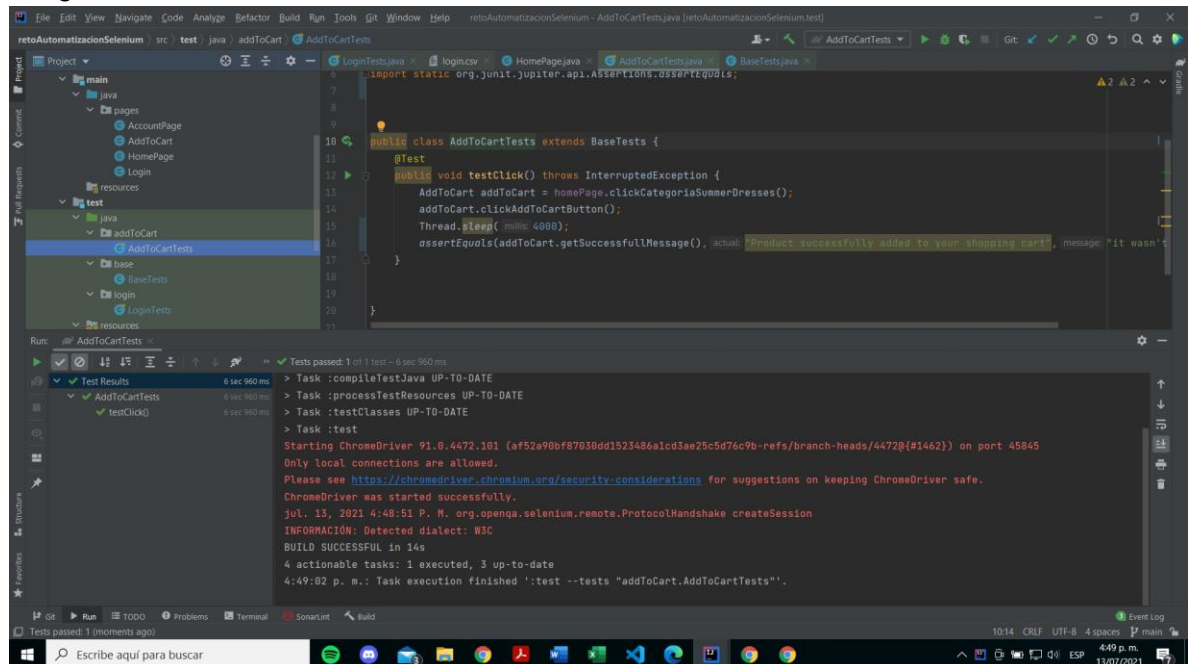 File Edit View Navigate Code Analyze Refactor Build Run Tools Git Window Help retoAutomatizacionSelenium - AddToCartTests.java [retoAutomatizacionSelenium.test]
retoAutomatizacionSelenium src test java addToCart AddToCartTests
AddToCartTests Git:
Project
LoginTests.java login.csv HomePage.java AddToCartTests.java BaseTests.java
main
java
pages
AccountPage
AddToCart
HomePage
Login
resources
test
java
addToCart
AddToCartTests
base
BaseTests
login
LoginTests
resources
6 import static org.junit.jupiter.api.Assertions.assertEquals;
7
8
9
10 public class AddToCartTests extends BaseTests {
11 @Test
12 public void testClick() throws InterruptedException {
13 AddToCart addToCart = homePage.clickCategoriaSummerDresses();
14 addToCart.clickAddToCartButton();
15 Thread.sleep( millis: 4000);
16 assertEquals(addToCart.getSuccessfullMessage(), actual: "Product successfully added to your shopping cart", message: "it wasn't
17 }
18
19
20 }
21
2 2
Project
Commit
Pull Requests
Structure
Favorites
Gradle
Run: AddToCartTests
Tests passed: 1 of 1 test – 6 sec 960 ms
Test Results 6 sec 960 ms
AddToCartTests 6 sec 960 ms
testClick() 6 sec 960 ms
> Task :compileTestJava UP-TO-DATE
> Task :processTestResources UP-TO-DATE
> Task :testClasses UP-TO-DATE
> Task :test
Starting ChromeDriver 91.0.4472.101 (af52a90bf87030dd1523486a1cd3ae25c5d76c9b-refs/branch-heads/4472@{#1462}) on port 45845
Only local connections are allowed.
Please see https://chromedriver.chromium.org/security-considerations for suggestions on keeping ChromeDriver safe.
ChromeDriver was started successfully.
jul. 13, 2021 4:48:51 P. M. org.openqa.selenium.remote.ProtocolHandshake createSession
INFORMACIÓN: Detected dialect: W3C
BUILD SUCCESSFUL in 14s
4 actionable tasks: 1 executed, 3 up-to-date
4:49:02 p. m.: Task execution finished ':test --tests "addToCart.AddToCartTests"'.
Git Run TODO Problems Terminal SonarLint Build 3 Event Log
Tests passed: 1 (moments ago) 10:14 CRLF UTF-8 4 spaces main
Escribe aquí para buscar
ESP 4:49 p. m.
13/07/2021